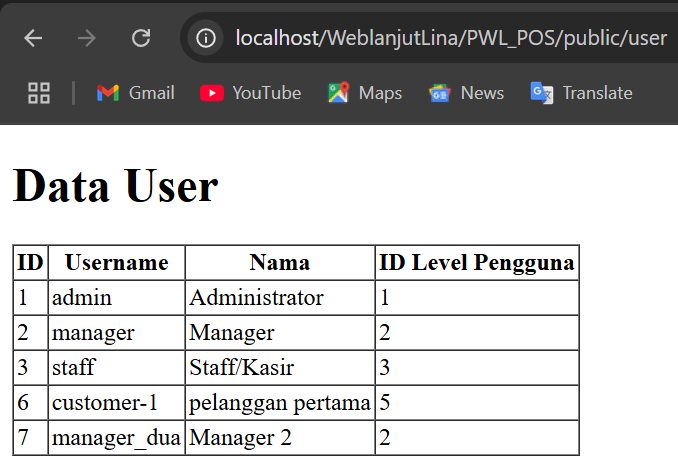 localhost/WeblanjutLina/PWL_POS/public/user
Gmail YouTube Maps News Translate
Data User
ID Username Nama ID Level Pengguna
1 admin Administrator 1
2 manager Manager 2
3 staff Staff/Kasir 3
6 customer-1 pelanggan pertama 5
7 manager_dua Manager 2 2